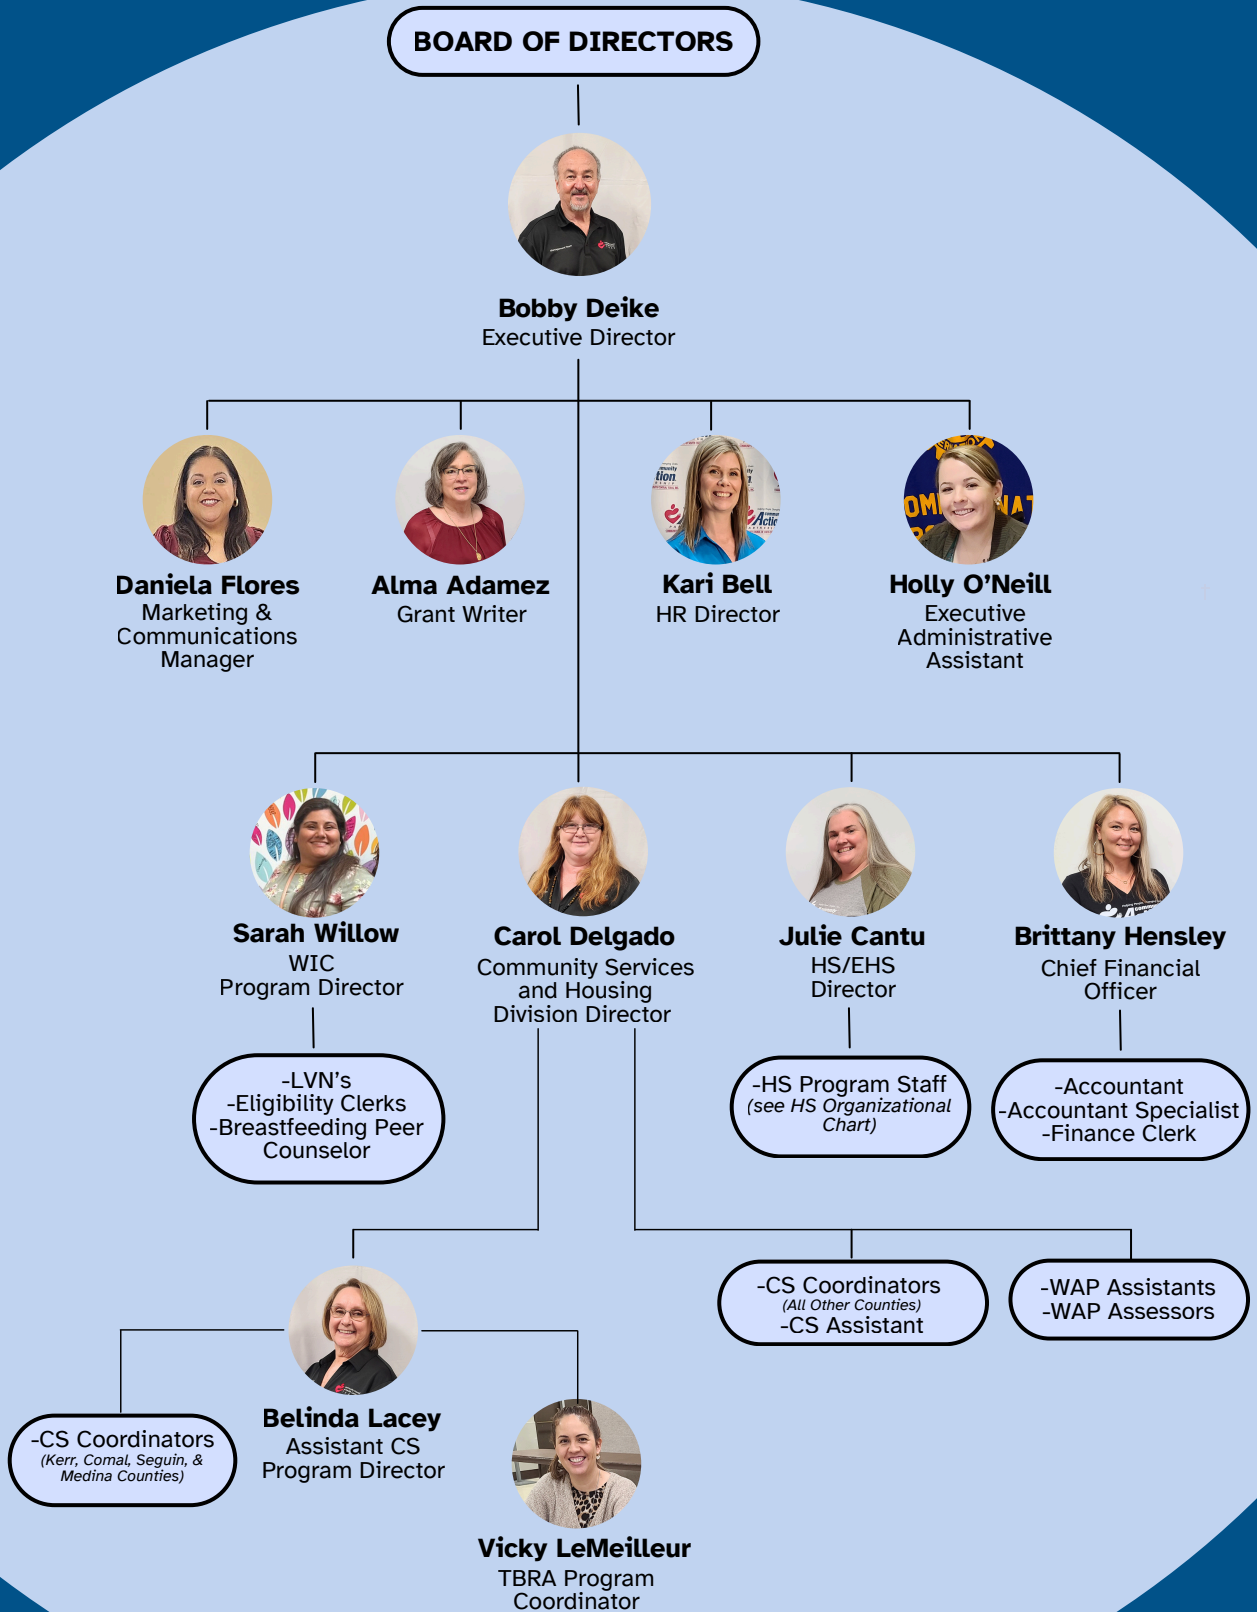 BOARD OF DIRECTORS
Bobby Deike
Executive Director
Daniela Flores
Marketing &
Communications
Manager
Alma Adamez
Grant Writer
Kari Bell
HR Director
Holly O’Neill
Executive
Administrative
Assistant
Sarah Willow
WIC
Program Director
Carol Delgado
Community Services
and Housing
Division Director
Julie Cantu
HS/EHS
Director
Brittany Hensley
Chief Financial
Officer
-LVN’s
-Eligibility Clerks
-Breastfeeding Peer
Counselor
-HS Program Staff
(see HS Organizational
Chart)
-Accountant
-Accountant Specialist
-Finance Clerk
-CS Coordinators
(All Other Counties)
-CS Assistant
-WAP Assistants
-WAP Assessors
Belinda Lacey
Assistant CS
Program Director
-CS Coordinators
(Kerr, Comal, Seguin, &
Medina Counties)
Vicky LeMeilleur
TBRA Program
Coordinator